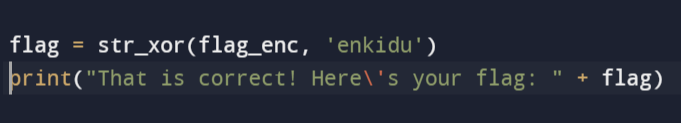 flag = str_xor(flag_enc, 'enkidu')
print("That is correct! Here\'s your flag: " + flag)